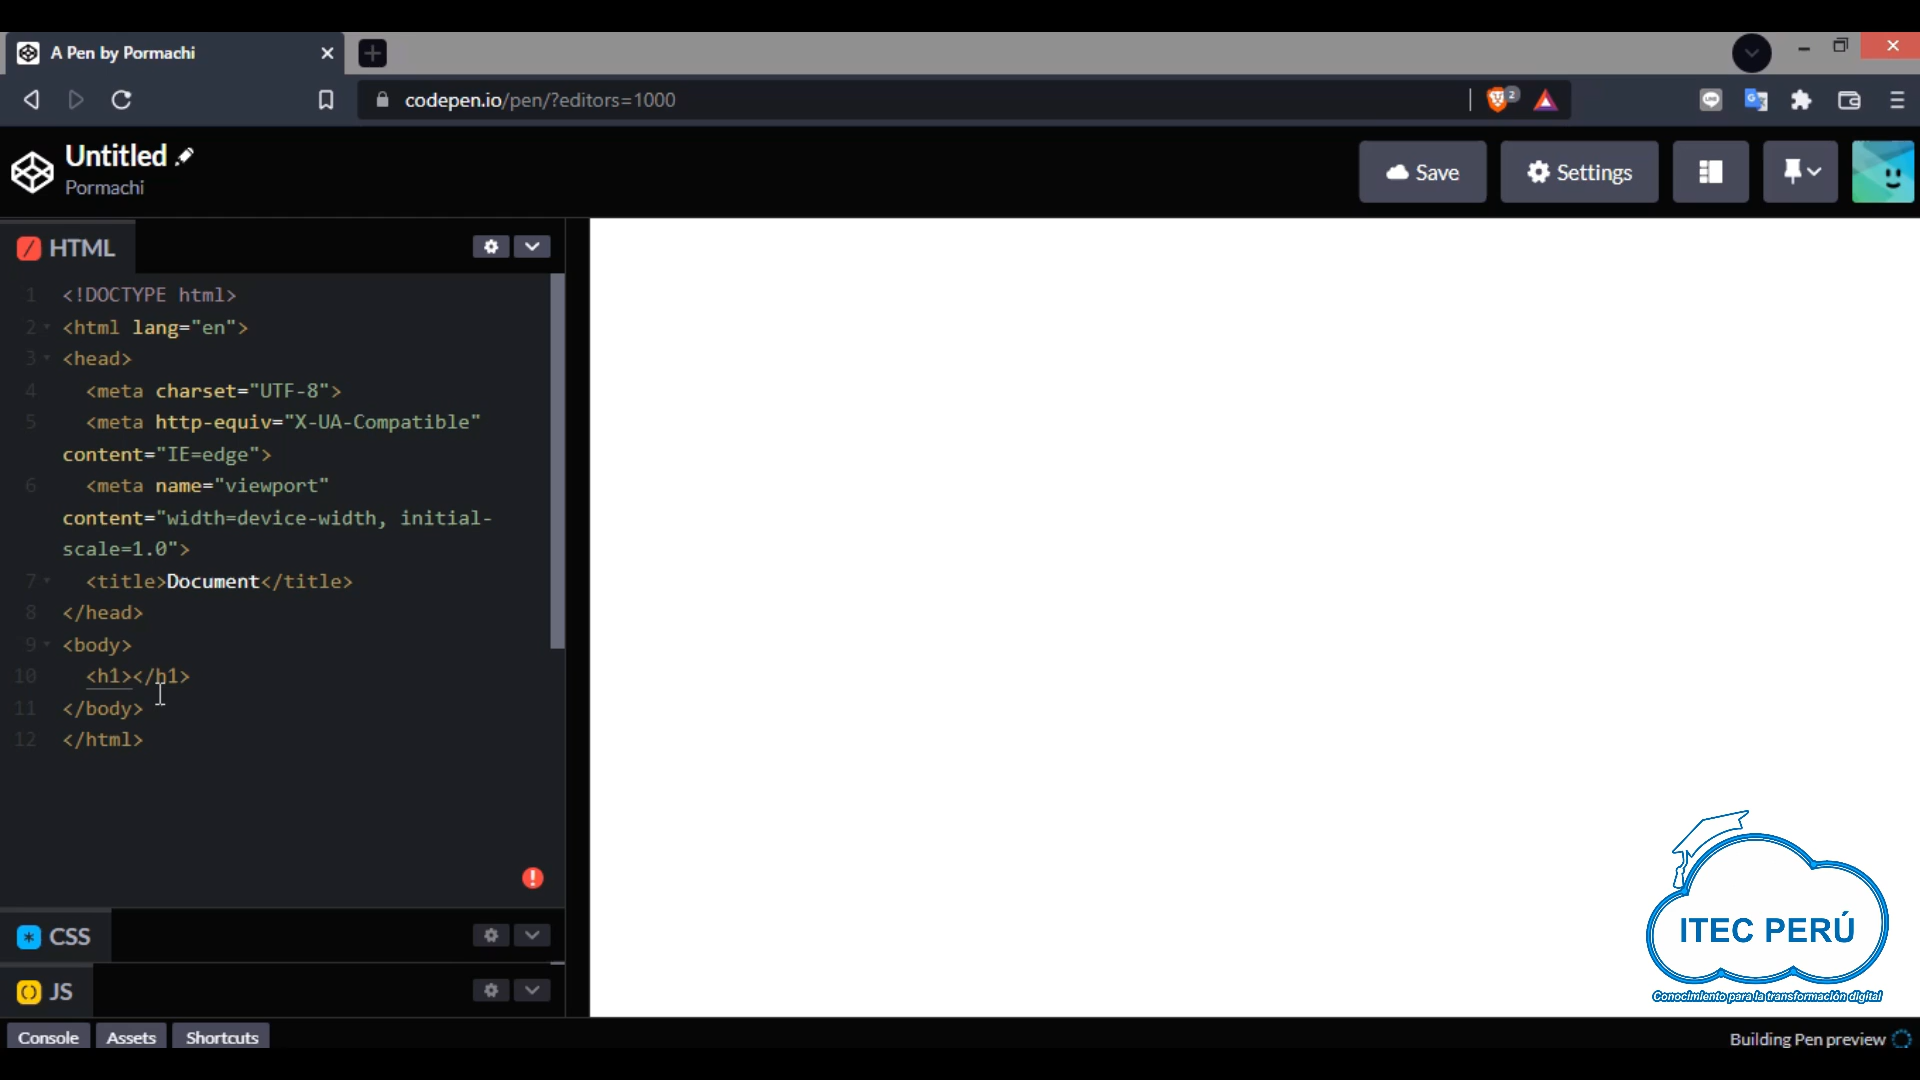 A Pen by Pormachi
codepen.io/pen/?editors=1000
2
Untitled
Pormachi
Save
Settings
HTML
1 <!DOCTYPE html>
2 <html lang="en">
3 <head>
4 <meta charset="UTF-8">
5 <meta http-equiv="X-UA-Compatible"
content="IE=edge">
6 <meta name="viewport"
content="width=device-width, initial-
scale=1.0">
7 <title>Document</title>
8 </head>
9 <body>
10 <h1></h1>
11 </body>
12 </html>
CSS
JS
Console
Assets
Shortcuts
ITEC PERÚ
Conocimiento para la transformación digital
Building Pen preview